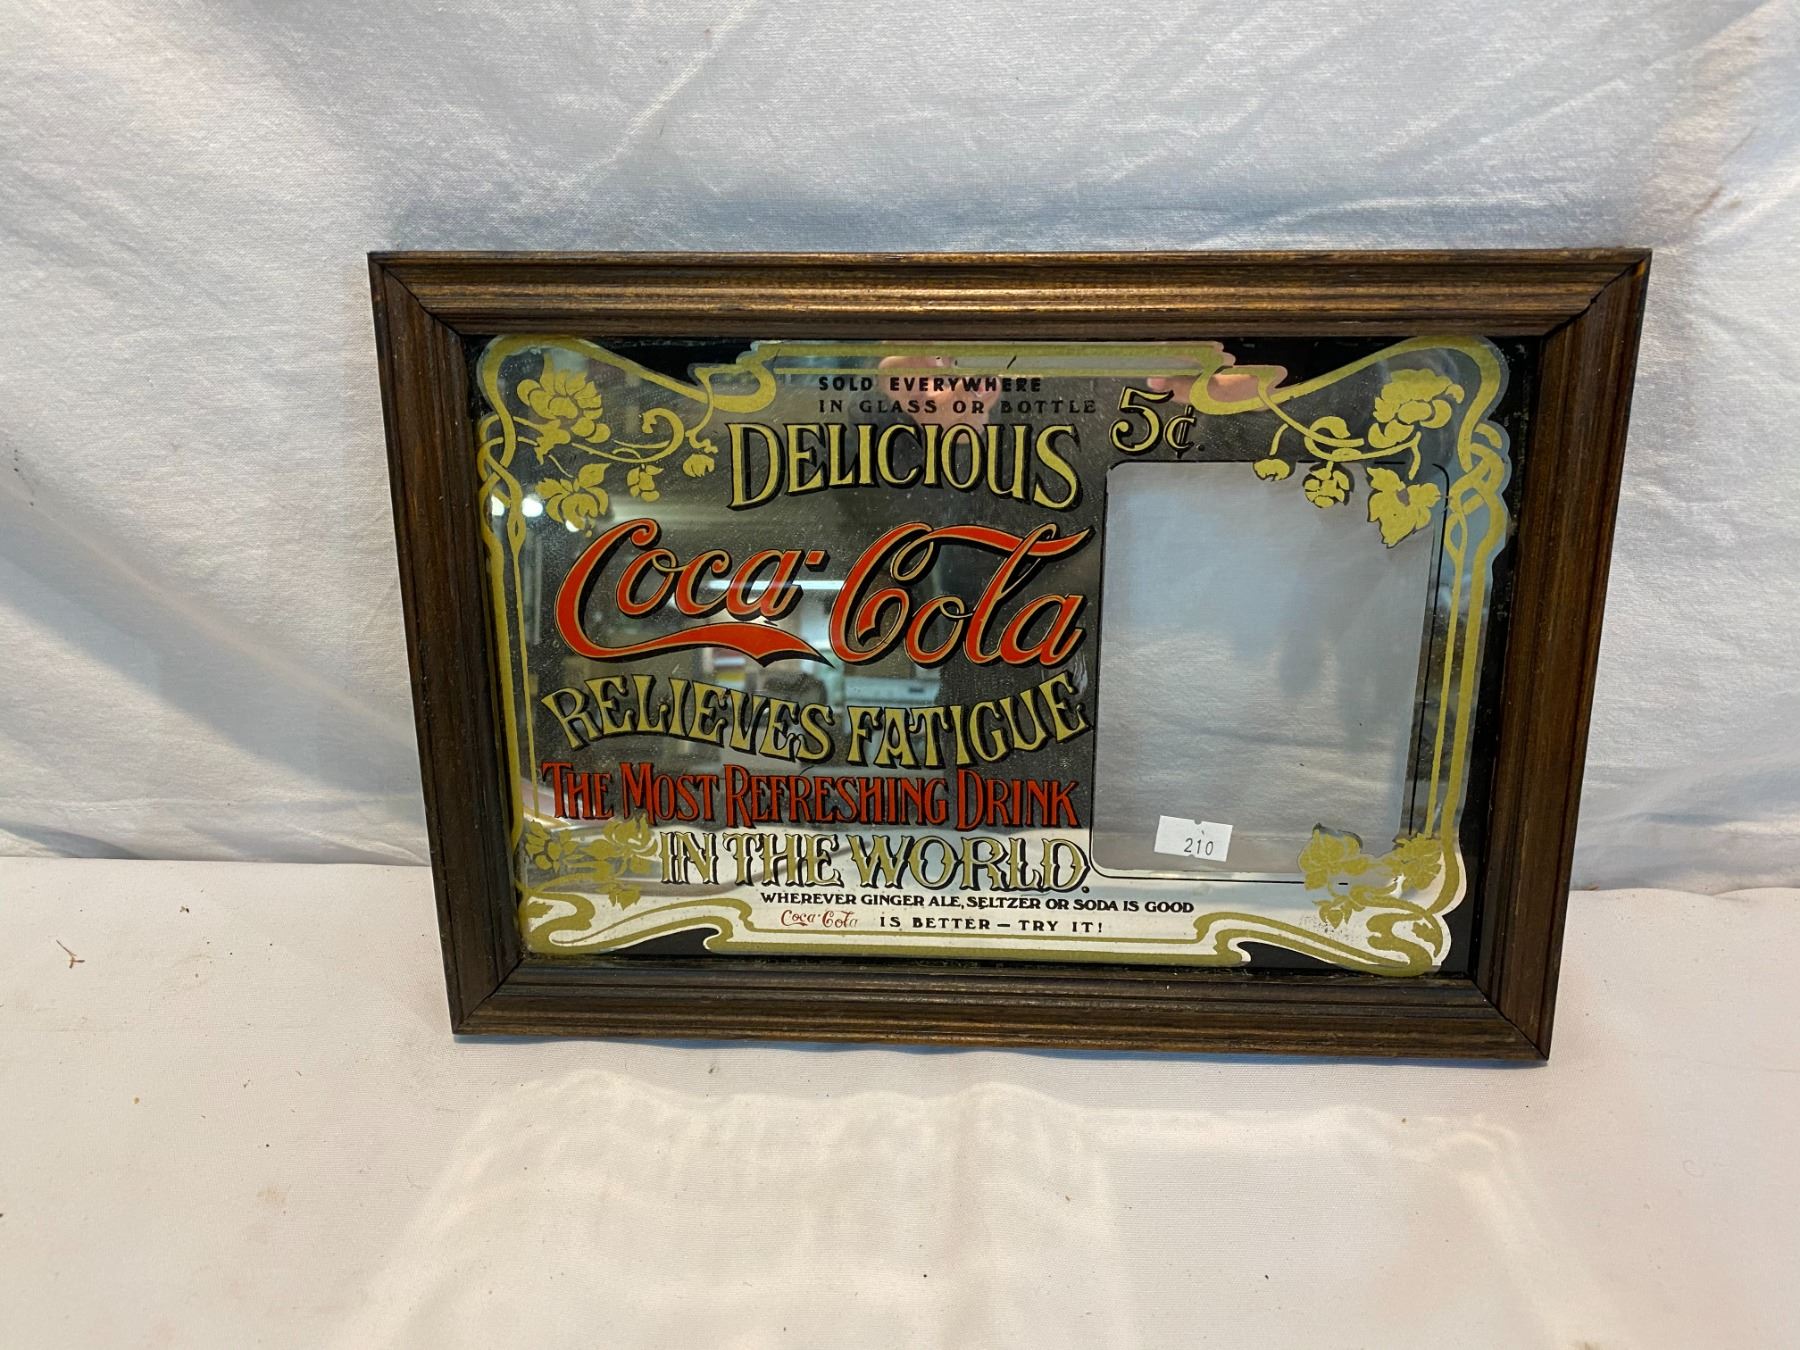 SOLD EVERYWHERE
IN GLASS OR BOTTLE
5¢.
DELICIOUS
Coca-Cola
RELIEVES FATIGUE
THE MOST REFRESHING DRINK
IN THE WORLD.
WHEREVER GINGER ALE, SELTZER OR SODA IS GOOD
Coca-Cola IS BETTER - TRY IT!
210